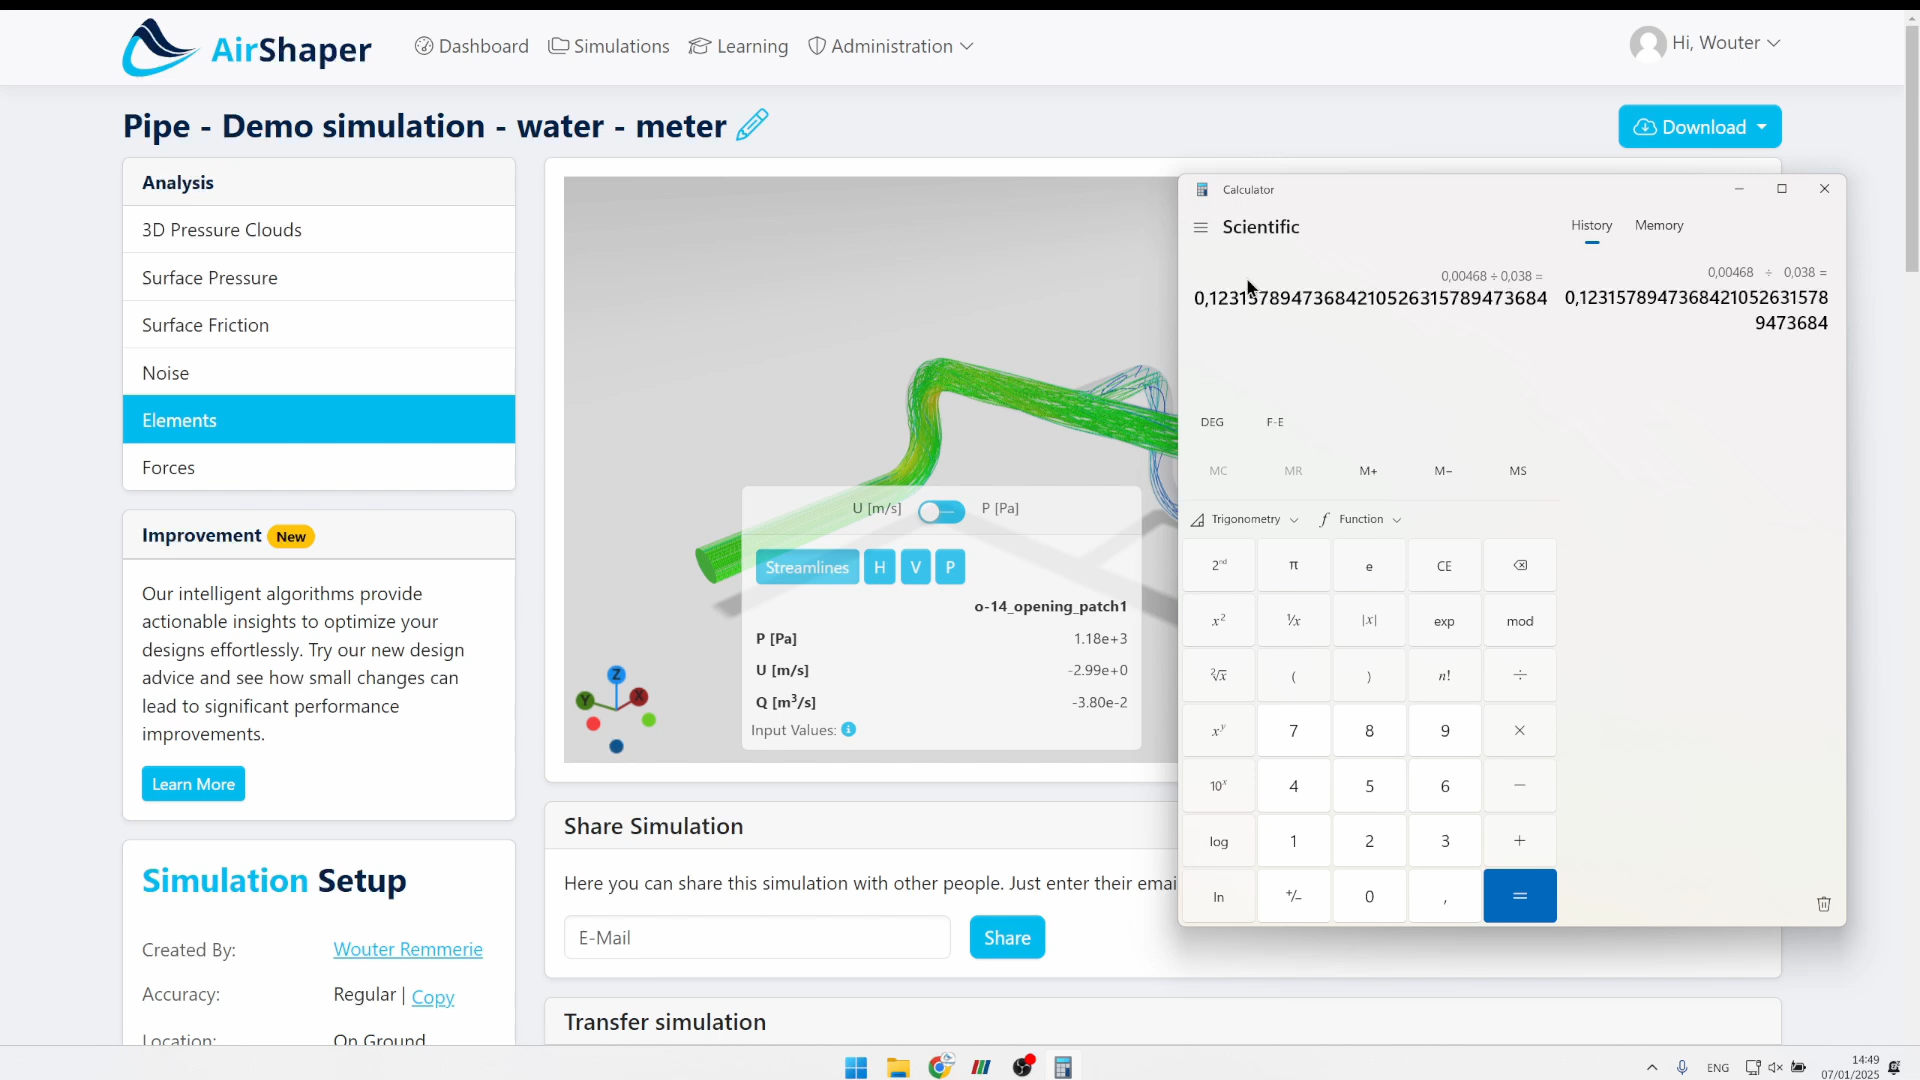 AirShaper
Dashboard
Simulations
Learning
Administration
Hi, Wouter
Pipe - Demo simulation - water - meter
Download
Analysis
3D Pressure Clouds
Surface Pressure
Surface Friction
Noise
Elements
Forces
Improvement New
Our intelligent algorithms provide
actionable insights to optimize your
designs effortlessly. Try our new design
advice and see how small changes can
lead to significant performance
improvements.
Learn More
Simulation Setup
Created By: Wouter Remmerie
Accuracy: Regular | Copy
Location: On Ground
Z
Y
X
U [m/s] P [Pa]
Streamlines H V P
o-14_opening_patch1
P [Pa] 1.18e+3
U [m/s] -2.99e+0
Q [m³/s] -3.80e-2
Input Values: i
Share Simulation
Here you can share this simulation with other people. Just enter their emai
E-Mail
Share
Transfer simulation
Calculator
Scientific
History Memory
0,00468 ÷ 0,038 =
0,12315789473684210526315789473684
0,00468 ÷ 0,038 =
0,1231578947368421052631578
9473684
DEG F-E
MC MR M+ M− MS
Trigonometry
Function
2ⁿᵈ π e CE
x² ¹/x |x| exp mod
²√x ( ) n! ÷
xʸ 7 8 9 ×
10ˣ 4 5 6 −
log 1 2 3 +
ln +/− 0 , =
ENG
14:49
07/01/2025